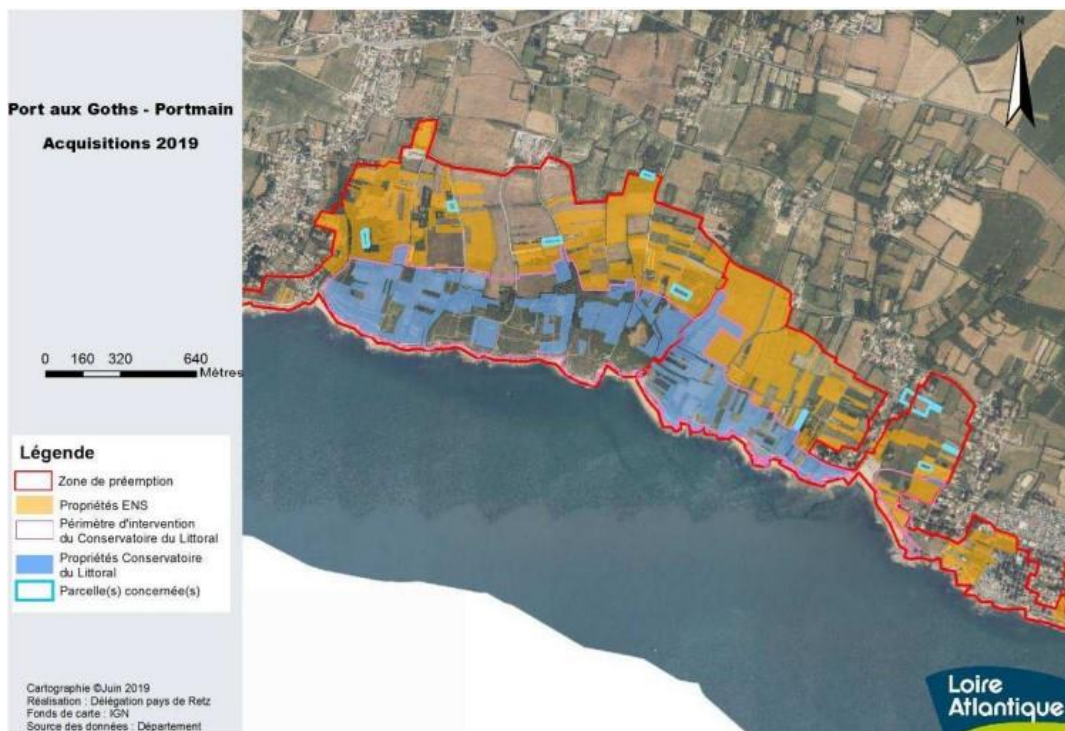 Port aux Goths - Portmain
Acquisitions 2019
N
0 160 320 640
Mètres
Légende
Zone de préemption
Propriétés ENS
Périmètre d'intervention
du Conservatoire du Littoral
Propriétés Conservatoire
du Littoral
Parcelle(s) concernée(s)
Cartographie ©Juin 2019
Réalisation : Délégation pays de Retz
Fonds de carte : IGN
Source des données : Département
Loire
Atlantique